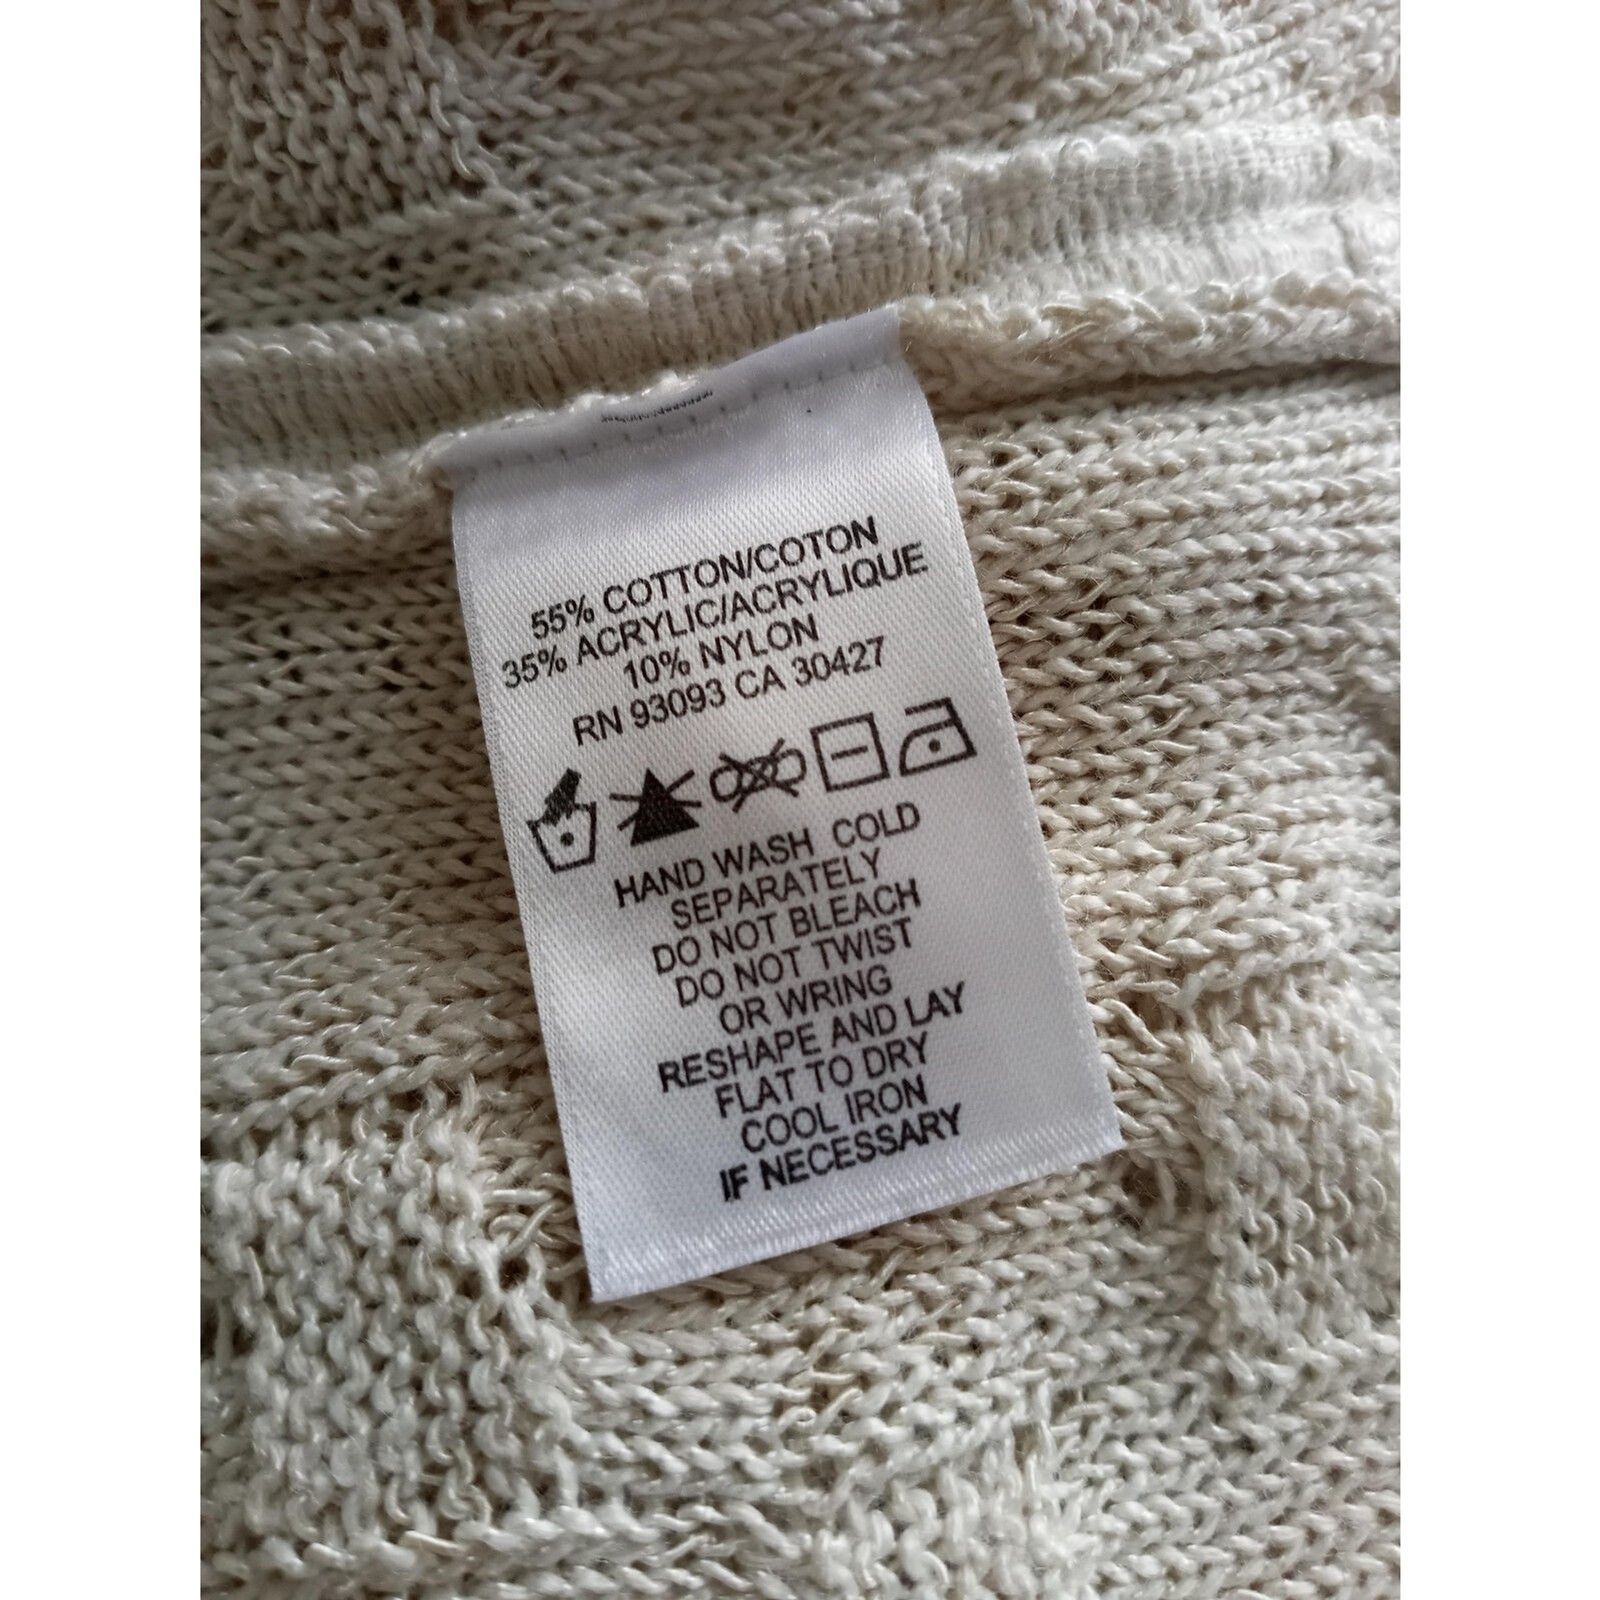 55% COTTON/COTON
35% ACRYLIC/ACRYLIQUE
10% NYLON
RN 93093 CA 30427
HAND WASH COLD
SEPARATELY
DO NOT BLEACH
DO NOT TWIST
OR WRING
RESHAPE AND LAY
FLAT TO DRY
COOL IRON
IF NECESSARY